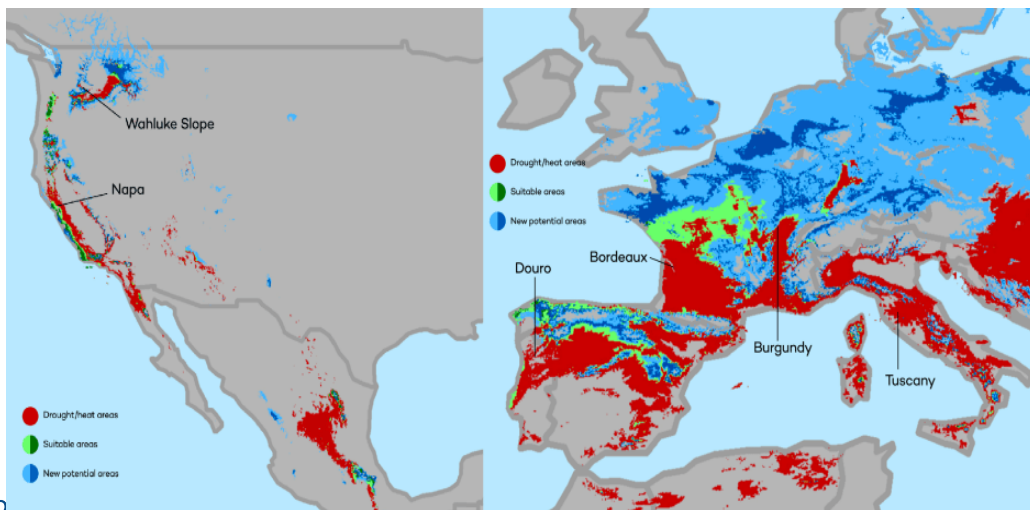 Wahluke Slope
Napa
Drought/heat areas
Suitable areas
New potential areas
Drought/heat areas
Suitable areas
New potential areas
Bordeaux
Douro
Burgundy
Tuscany